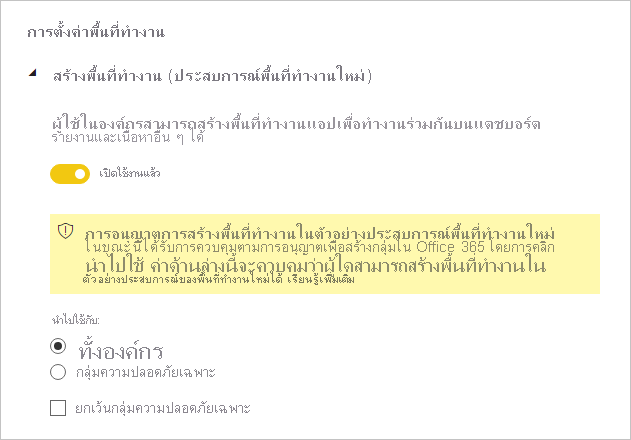 การตั้งค่าพื้นที่ทำงาน
สร้างพื้นที่ทำงาน (ประสบการณ์พื้นที่ทำงานใหม่)
ผู้ใช้ในองค์กรสามารถสร้างพื้นที่ทำงานแอปเพื่อทำงานร่วมกันบนแดชบอร์ด
รายงานและเนื้อหาอื่น ๆ ได้
เปิดใช้งานแล้ว
การอนุญาตการสร้างพื้นที่ทำงานในตัวอย่างประสบการณ์พื้นที่ทำงานใหม่
ในขณะนี้ได้รับการควบคุมตามการอนุญาตเพื่อสร้างกลุ่มใน Office 365 โดยการคลิก
นำไปใช้ ค่าด้านล่างนี้จะควบคุมว่าผู้ใดสามารถสร้างพื้นที่ทำงานใน
ตัวอย่างประสบการณ์ของพื้นที่ทำงานใหม่ได้ เรียนรู้เพิ่มเติม
นำไปใช้กับ:
ทั้งองค์กร
กลุ่มความปลอดภัยเฉพาะ
ยกเว้นกลุ่มความปลอดภัยเฉพาะ